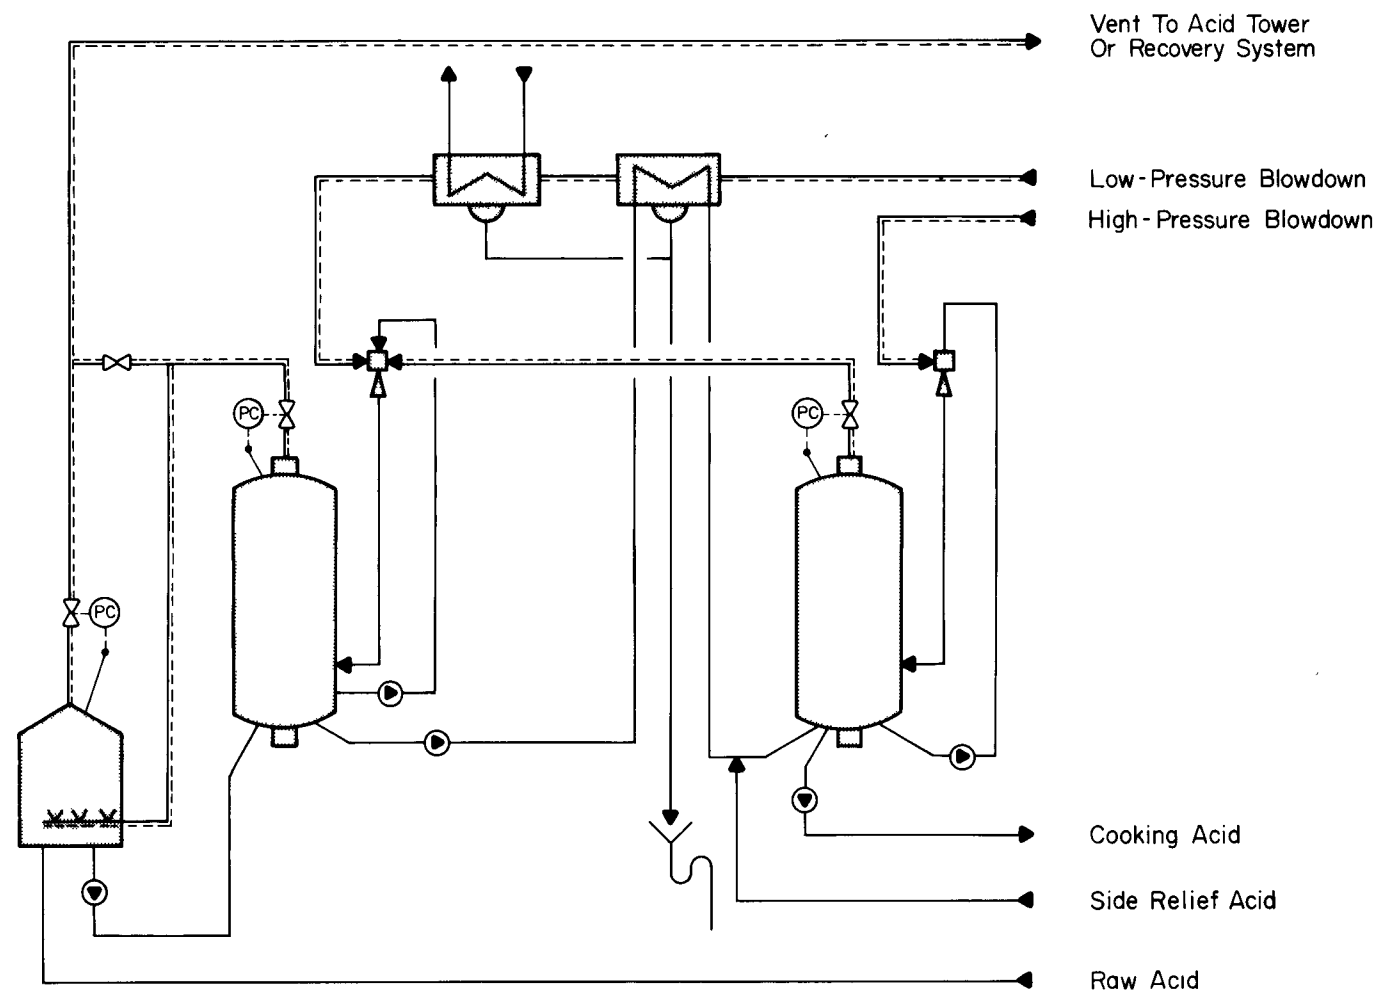 Vent To Acid Tower
Or Recovery System
Low-Pressure Blowdown
High-Pressure Blowdown
PC
PC
PC
Cooking Acid
Side Relief Acid
Raw Acid